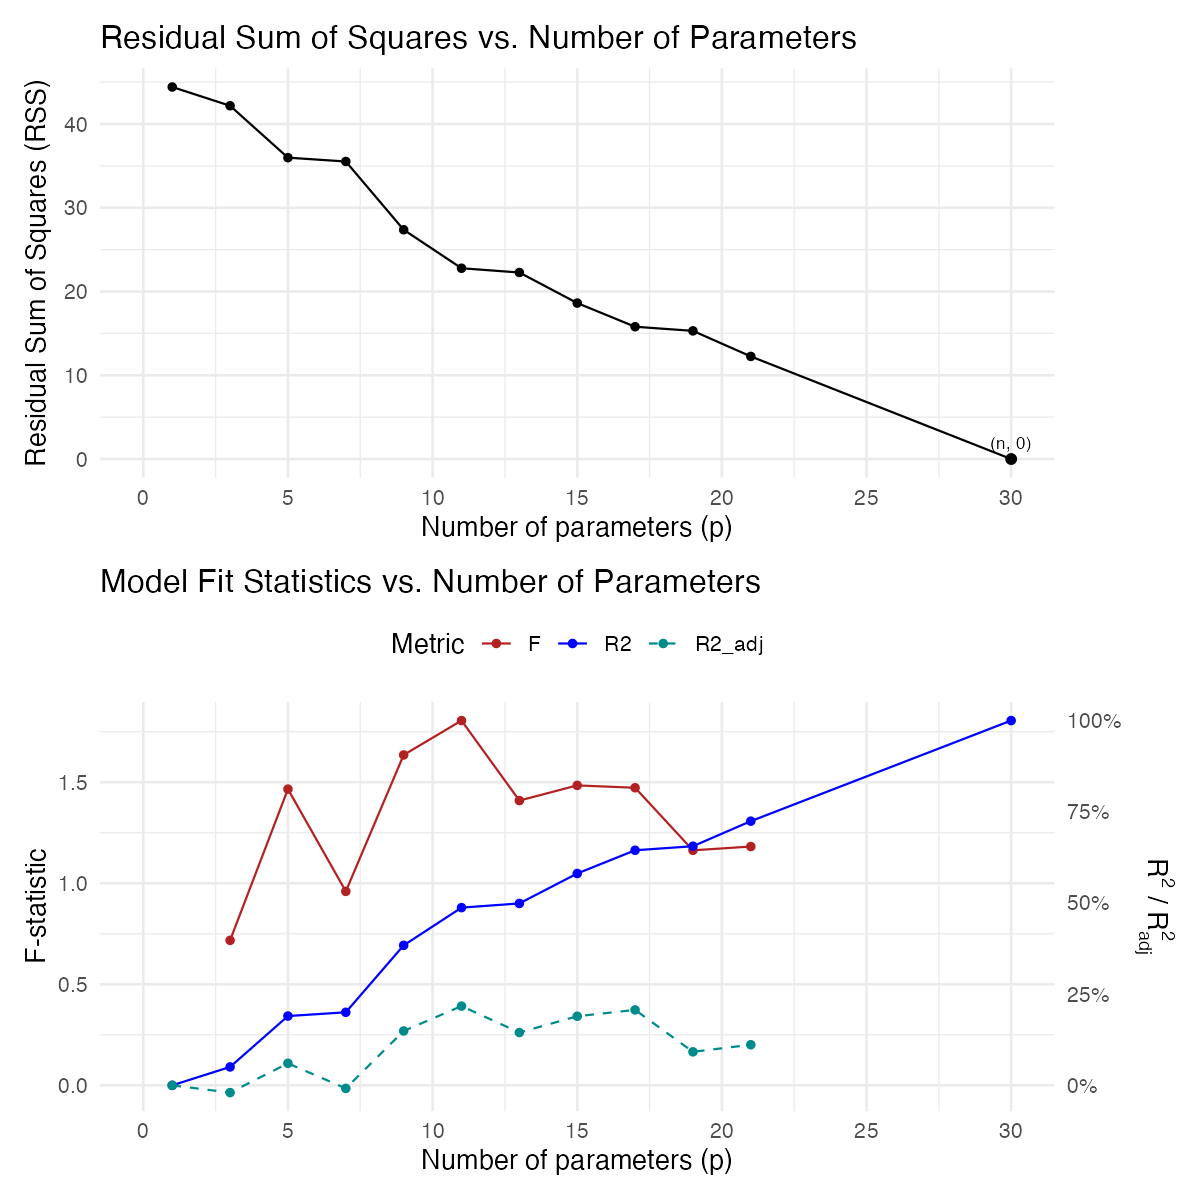 Residual Sum of Squares vs. Number of Parameters
Residual Sum of Squares (RSS)
40
30
20
10
0
(n, 0)
0 5 10 15 20 25 30
Number of parameters (p)
Model Fit Statistics vs. Number of Parameters
Metric F R2 R2_adj
F-statistic
1.5
1.0
0.5
0.0
100%
75%
50%
25%
0%
R² / R²adj
0 5 10 15 20 25 30
Number of parameters (p)